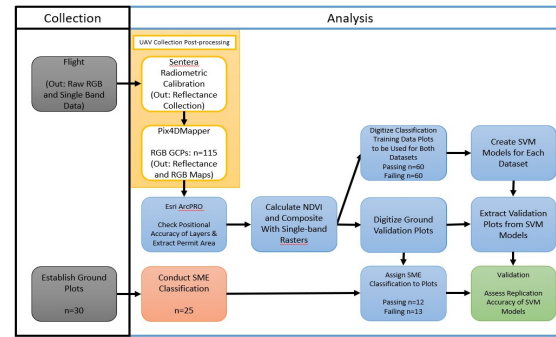 Collection
Analysis
UAV Collection Post-processing
Flight
(Out: Raw RGB
and Single Band
Data)
Sentera
Radiometric
Calibration
(Out: Reflectance
Collection)
Pix4DMapper
RGB GCPs: n=115
(Out: Reflectance
and RGB Maps)
Digitize Classification
Training Data Plots
to be Used for Both
Datasets
Passing n=60
Failing n=60
Create SVM
Models for Each
Dataset
Esri ArcPRO
Check Positional
Accuracy of Layers &
Extract Permit Area
Calculate NDVI
and Composite
With Single-band
Rasters
Digitize Ground
Validation Plots
Extract Validation
Plots from SVM
Models
Establish Ground
Plots
n=30
Conduct SME
Classification
n=25
Assign SME
Classification to Plots
Passing n=12
Failing n=13
Validation
Assess Replication
Accuracy of SVM
Models